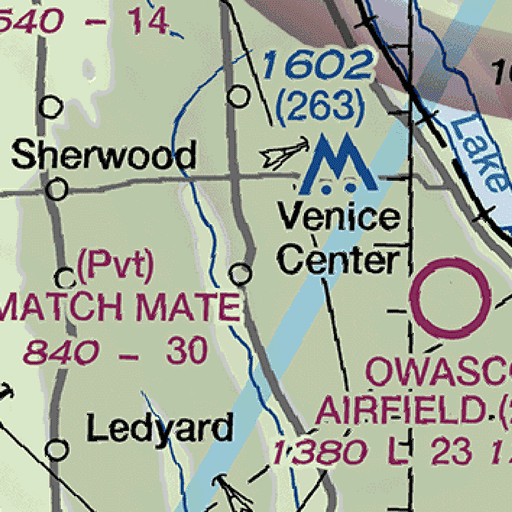 540 - 14
1602
(263)
Lake
Sherwood
Venice
Center
(Pvt)
MATCH MATE
840 - 30
OWASCO
AIRFIELD
Ledyard
1380 L 23